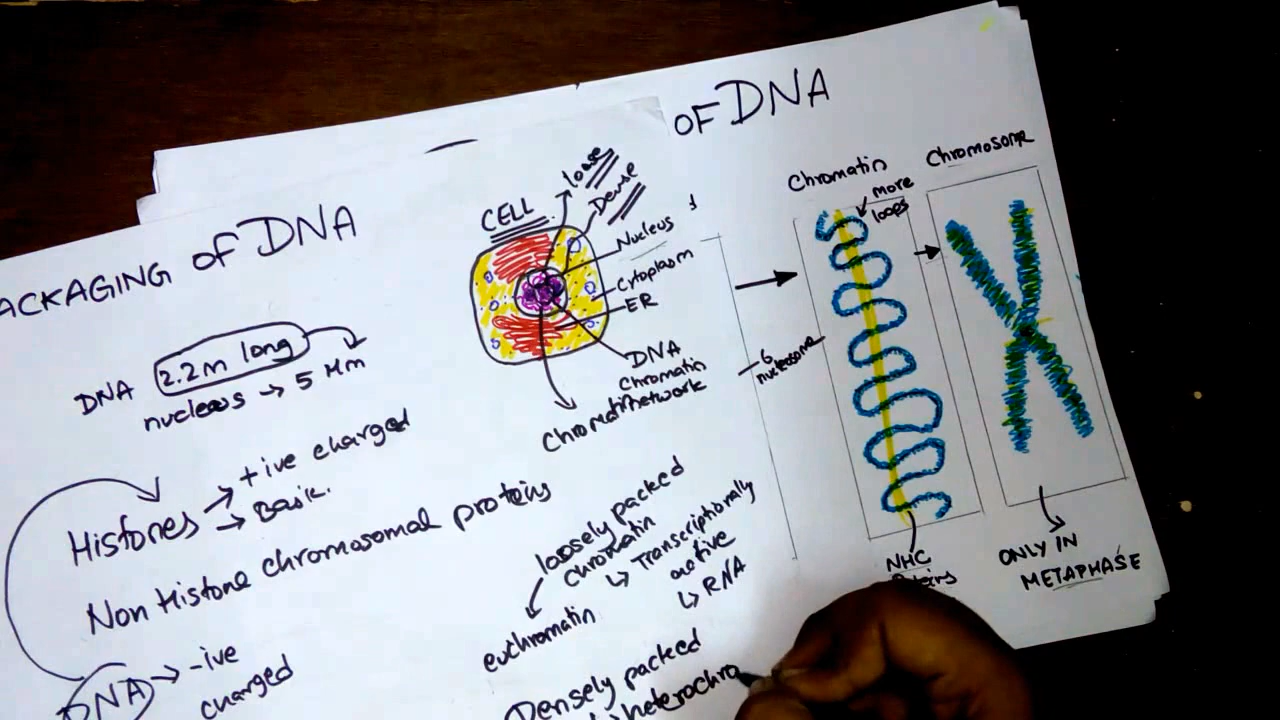 OF DNA
ACKAGING of DNA
DNA 2.2m long
nucleus → 5 µm
Histones → +ive charged
→ Basic.
Non Histone chromosomal proteins
DNA → -ive
charged
CELL
loose
Dense
Nucleus
Cytoplasm
ER
DNA
Chromatin
network
loosely packed
chromatin
↳ Transcriptionally
active
↳ RNA
euchromatin
Densely packed
heterochro
6
nucleosome
Chromatin
more
loops
NHC
Chromosome
ONLY IN
METAPHASE